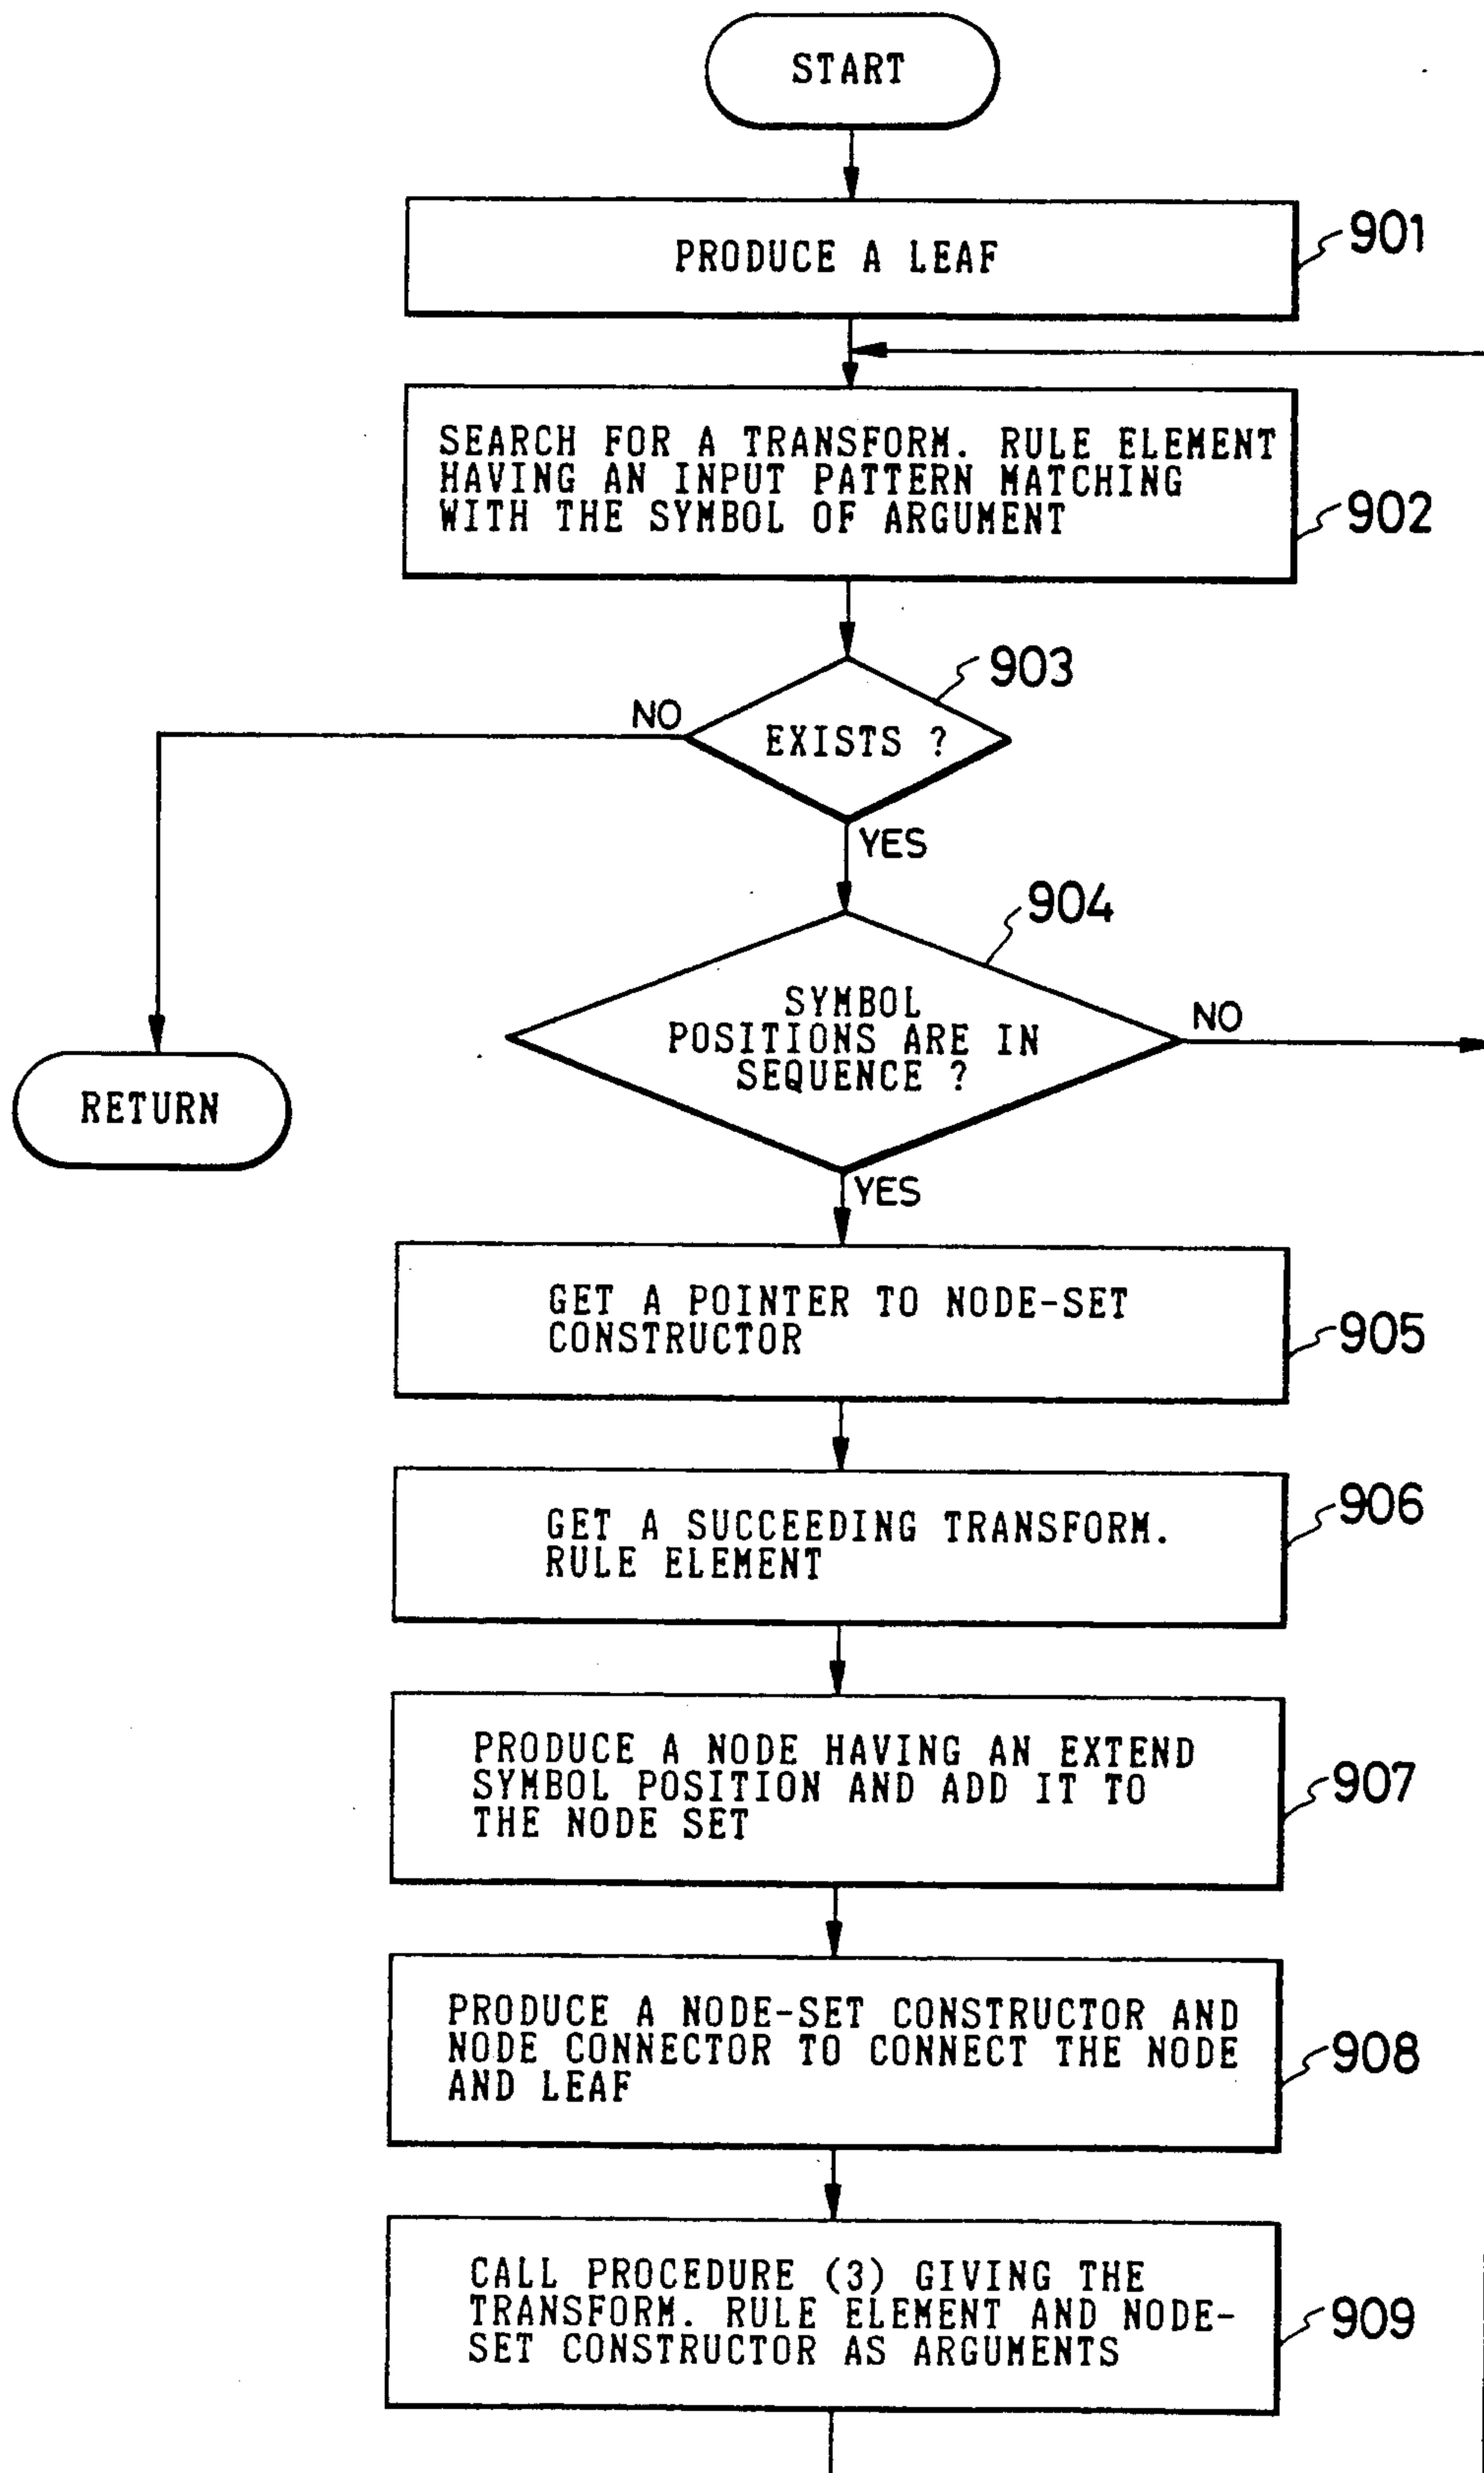 START
PRODUCE A LEAF
901
SEARCH FOR A TRANSFORM. RULE ELEMENT
HAVING AN INPUT PATTERN MATCHING
WITH THE SYMBOL OF ARGUMENT
902
903
NO
EXISTS ?
YES
904
SYMBOL
POSITIONS ARE IN
SEQUENCE ?
NO
RETURN
YES
GET A POINTER TO NODE-SET
CONSTRUCTOR
905
GET A SUCCEEDING TRANSFORM.
RULE ELEMENT
906
PRODUCE A NODE HAVING AN EXTEND
SYMBOL POSITION AND ADD IT TO
THE NODE SET
907
PRODUCE A NODE-SET CONSTRUCTOR AND
NODE CONNECTOR TO CONNECT THE NODE
AND LEAF
908
CALL PROCEDURE (3) GIVING THE
TRANSFORM. RULE ELEMENT AND NODE-
SET CONSTRUCTOR AS ARGUMENTS
909